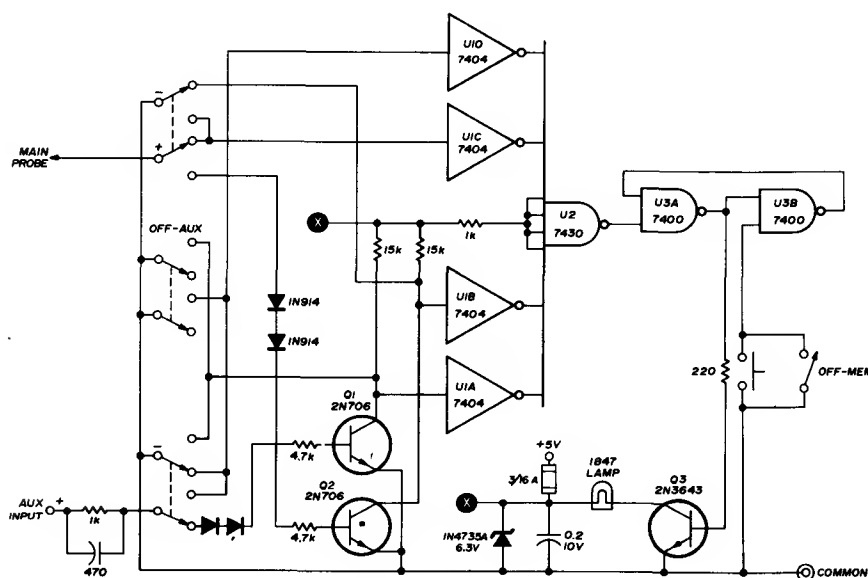 U1D
7404
U1C
7404
−
+
MAIN
PROBE
U3A
7400
U3B
7400
X
U2
7430
1k
OFF-AUX
15k
15k
1N914
1N914
U1B
7404
220
OFF-MEM
U1A
7404
Q1
2N706
+5V
1847
LAMP
3/16 A
Q3
2N3643
−
4.7k
Q2
2N706
X
AUX
INPUT
+
1k
4.7k
1N4735A
6.3V
0.2
10V
470
COMMON